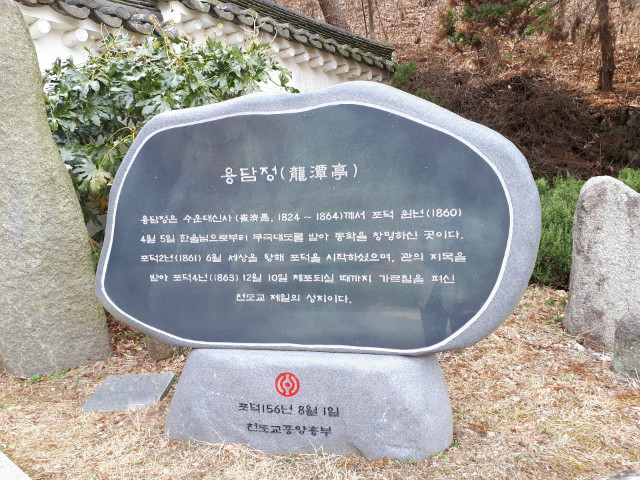 용담정(龍潭亭)
용담정은 수운대신사(崔濟愚, 1824 - 1864)께서 포덕 원년(1860)
4월 5일 한울님으로부터 무극대도를 받아 동학을 창명하신 곳이다.
포덕2년(1861) 6월 세상을 향해 포덕을 시작하셨으며, 관의 지목을
받아 포덕4년(1863) 12월 10일 체포되실 때까지 가르침을 펴신
천도교 제일의 성지이다.
포덕156년 8월 1일
천도교중앙총부